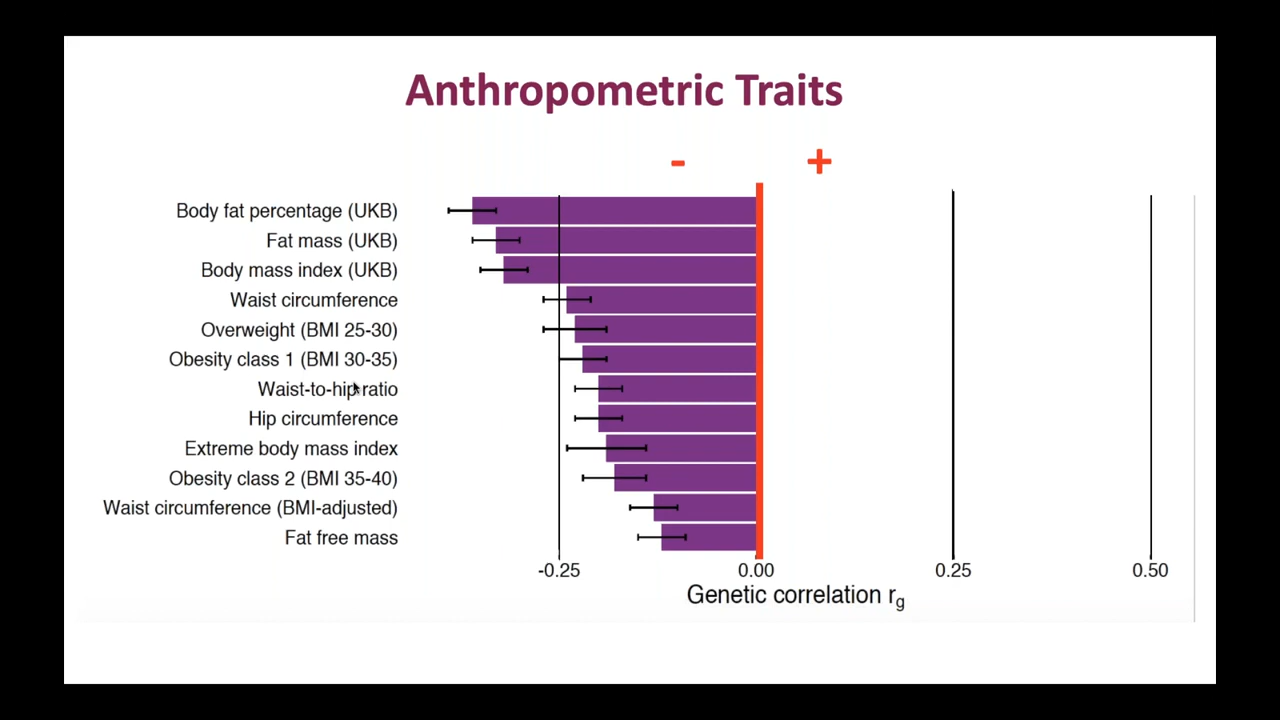 Anthropometric Traits
- +
Body fat percentage (UKB)
Fat mass (UKB)
Body mass index (UKB)
Waist circumference
Overweight (BMI 25-30)
Obesity class 1 (BMI 30-35)
Waist-to-hip ratio
Hip circumference
Extreme body mass index
Obesity class 2 (BMI 35-40)
Waist circumference (BMI-adjusted)
Fat free mass
-0.25 0.00 0.25 0.50
Genetic correlation rg